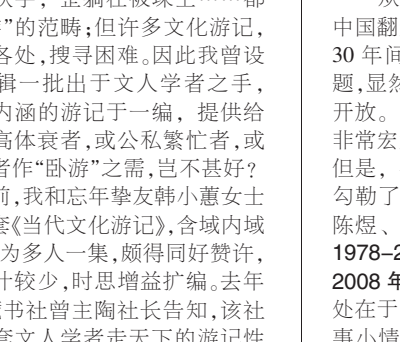 ”的范畴;但许多文化游记,
各处,搜寻困难。因此我曾设
辑一批出于文人学者之手,
内涵的游记于一编，提供给
高体衰者,或公私繁忙者,或
者作“卧游”之需,岂不甚好？
前,我和忘年挚友韩小蕙女士
套《当代文化游记》,含域内域
为多人一集,颇得同好赞许,
计较少,时思增益扩编。去年
书社曾主陶社长告知,该社
套文人学者走天下的游记性
中国翻
30 年间
题,显然
开放。
非常宏
但是，
勾勒了
陈煜、
1978-2
2008 年
处在于
事小情